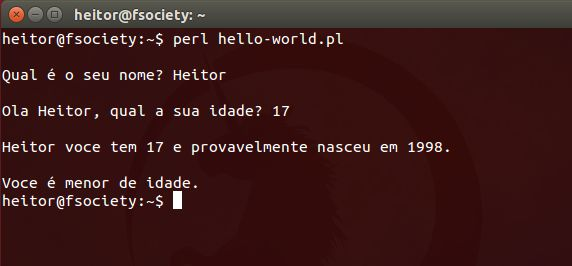 heitor@fsociety: ~
heitor@fsociety:~$ perl hello-world.pl
Qual é o seu nome? Heitor
Ola Heitor, qual a sua idade? 17
Heitor voce tem 17 e provavelmente nasceu em 1998.
Voce é menor de idade.
heitor@fsociety:~$